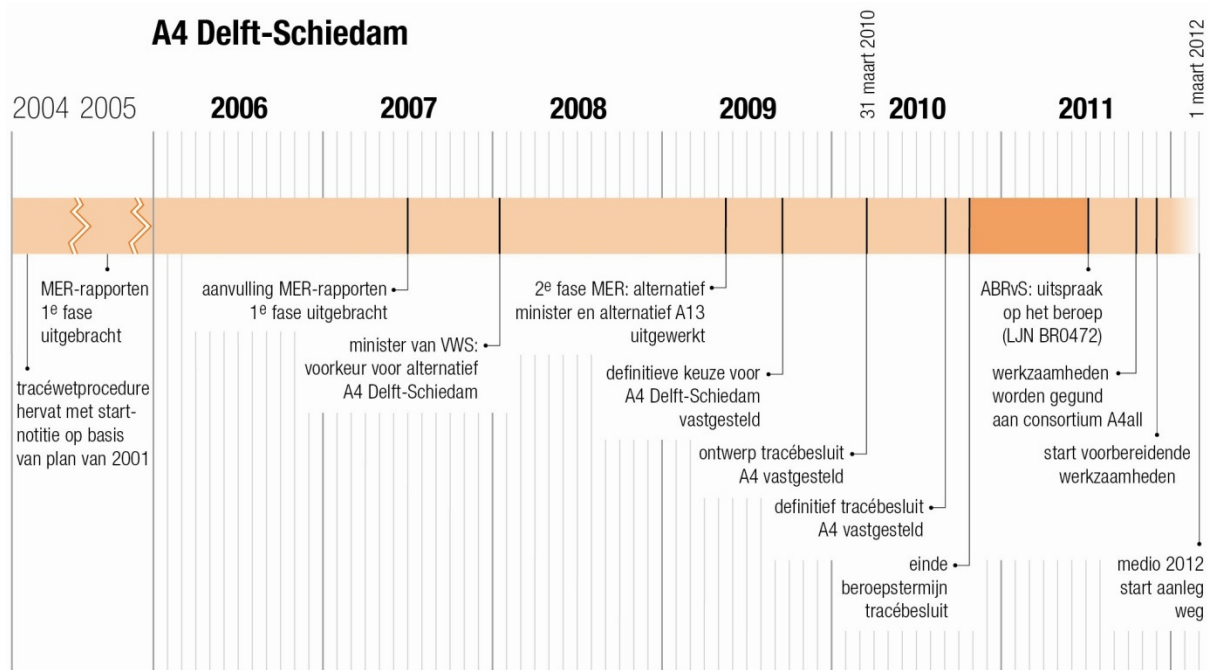 A4 Delft-Schiedam
31 maart 2010
1 maart 2012
2004 2005 2006 2007 2008 2009 2010 2011
MER-rapporten
1e fase
uitgebracht
tracéwetprocedure
hervat met start-
notitie op basis
van plan van 2001
aanvulling MER-rapporten
1e fase uitgebracht
minister van VWS:
voorkeur voor alternatief
A4 Delft-Schiedam
2e fase MER: alternatief
minister en alternatief A13
uitgewerkt
definitieve keuze voor
A4 Delft-Schiedam
vastgesteld
ontwerp tracébesluit
A4 vastgesteld
definitief tracébesluit
A4 vastgesteld
einde
beroepstermijn
tracébesluit
ABRvS: uitspraak
op het beroep
(LJN BR0472)
werkzaamheden
worden gegund
aan consortium A4all
start voorbereidende
werkzaamheden
medio 2012
start aanleg
weg